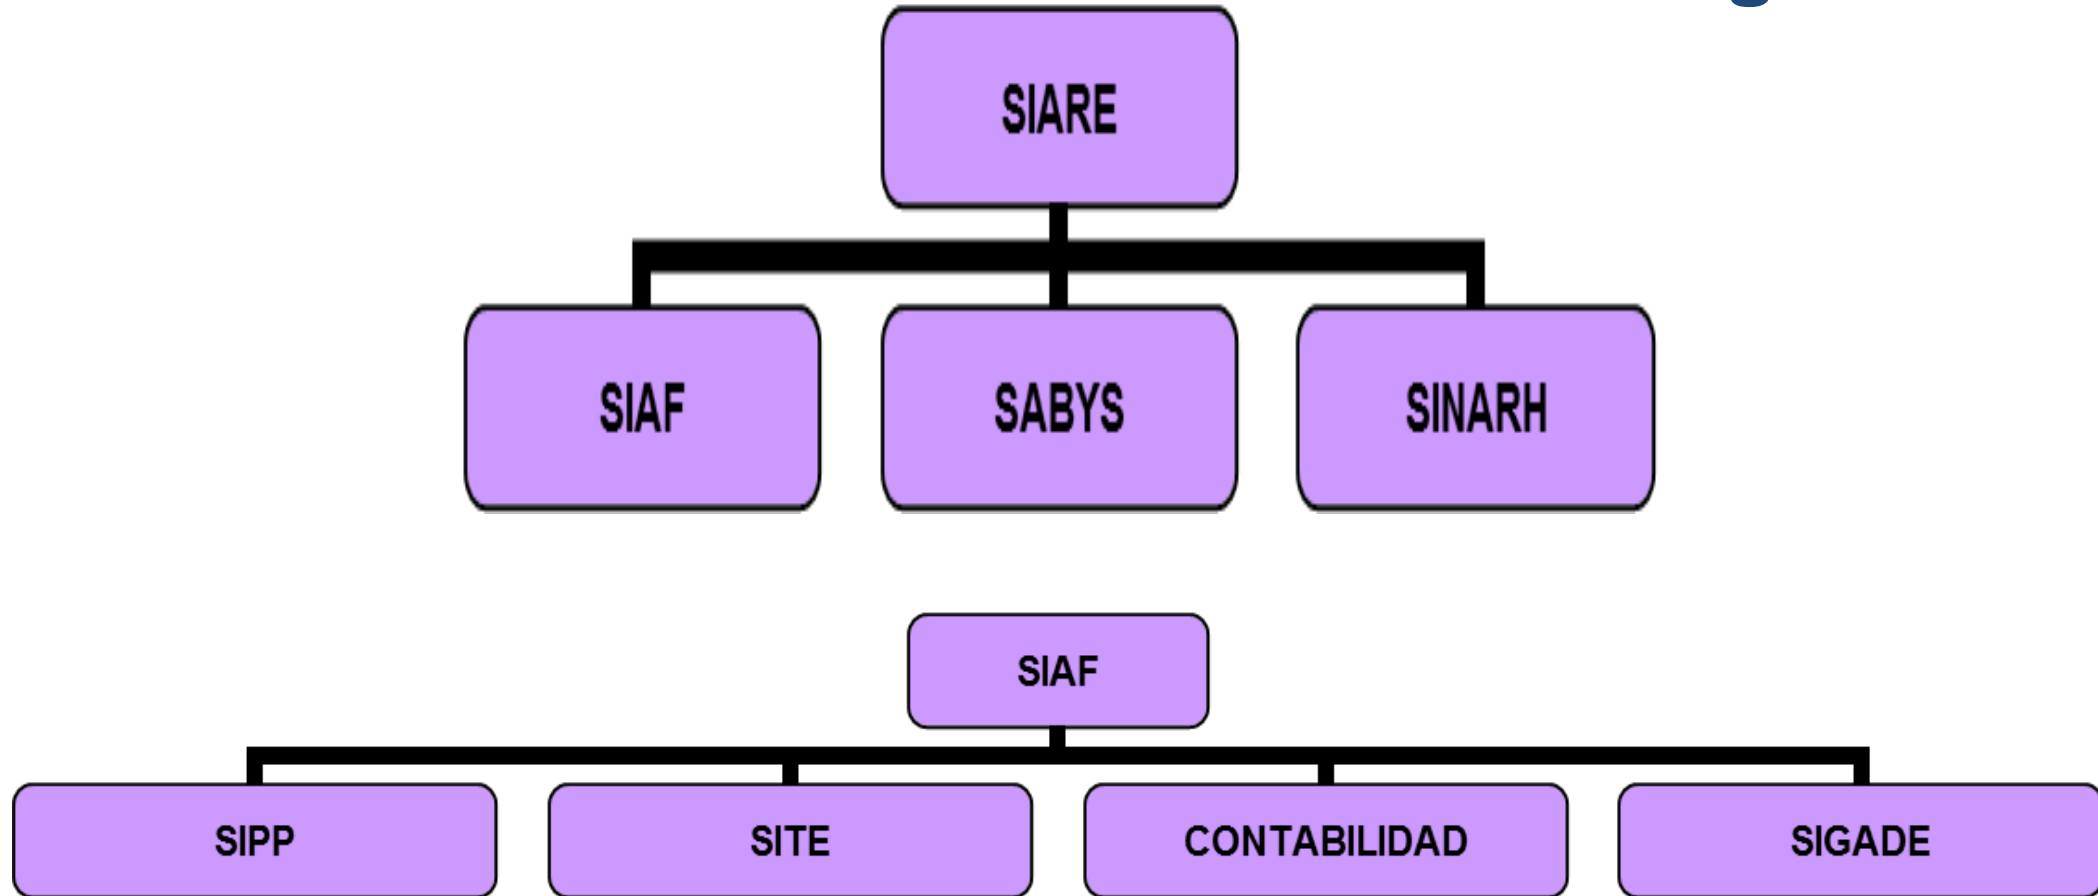 SIARE
SIAF
SABYS
SINARH
SIAF
SIPP
SITE
CONTABILIDAD
SIGADE